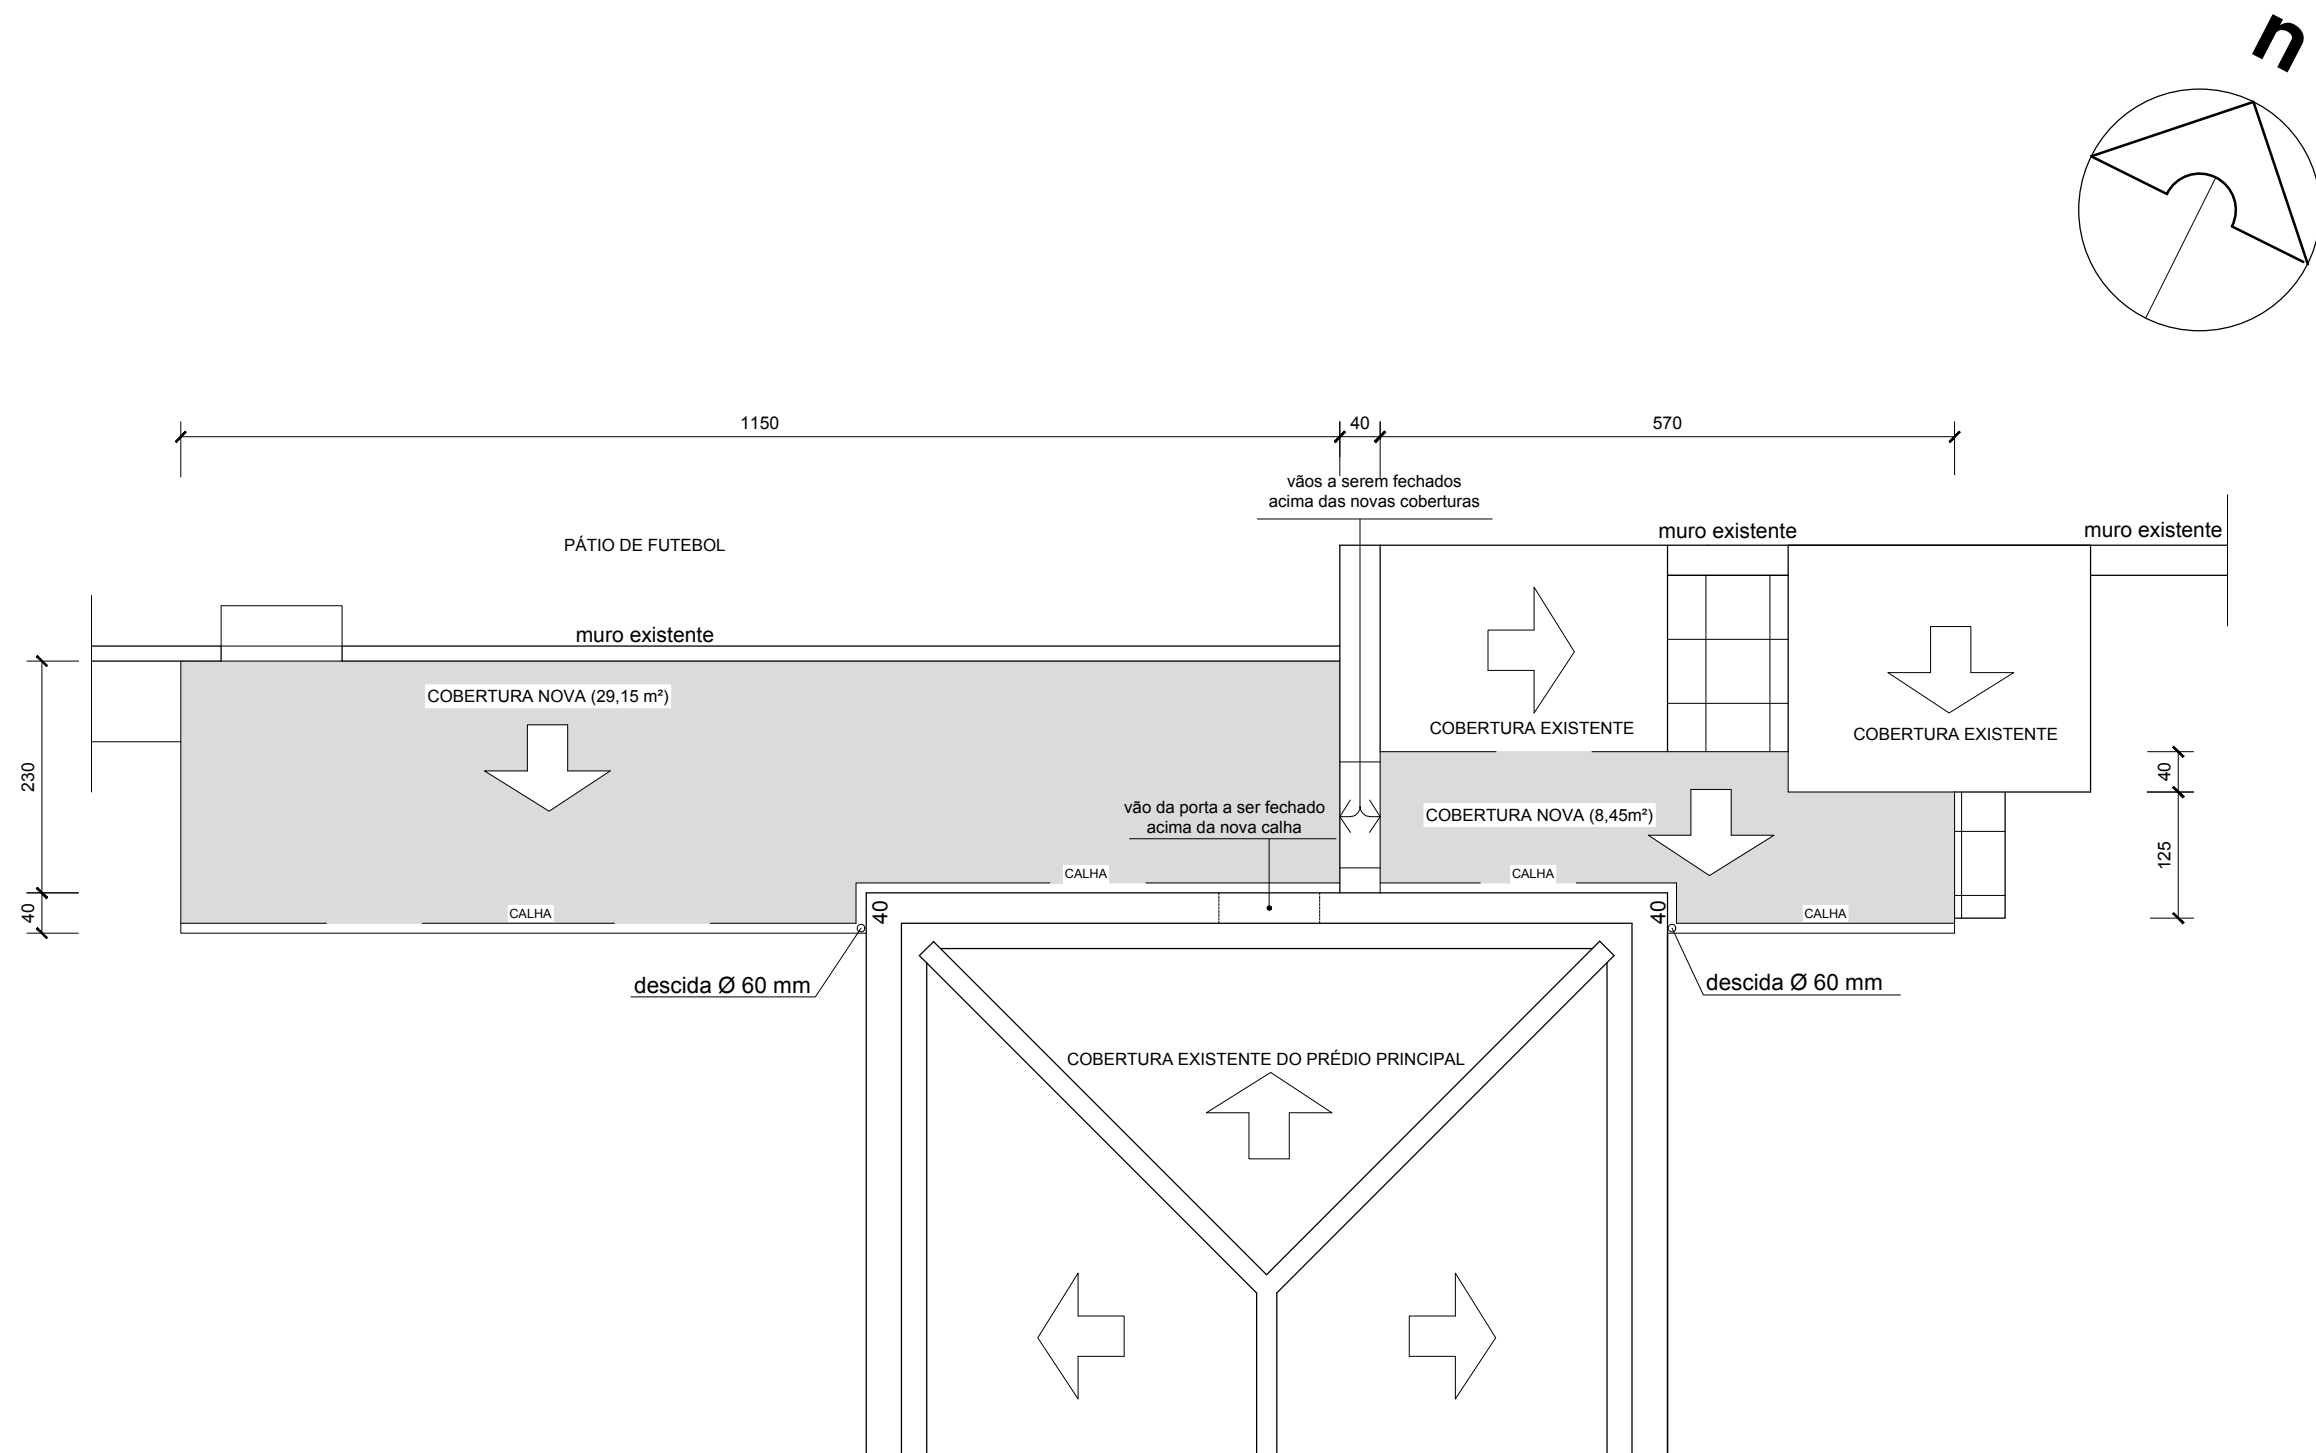 n
1150
40
570
vãos a serem fechados
acima das novas coberturas
PÁTIO DE FUTEBOL
muro existente
muro existente
muro existente
COBERTURA NOVA (29,15 m²)
COBERTURA EXISTENTE
COBERTURA EXISTENTE
230
40
vão da porta a ser fechado
acima da nova calha
COBERTURA NOVA (8,45m²)
125
CALHA
CALHA
40
CALHA
40
40
CALHA
descida Ø 60 mm
descida Ø 60 mm
COBERTURA EXISTENTE DO PRÉDIO PRINCIPAL